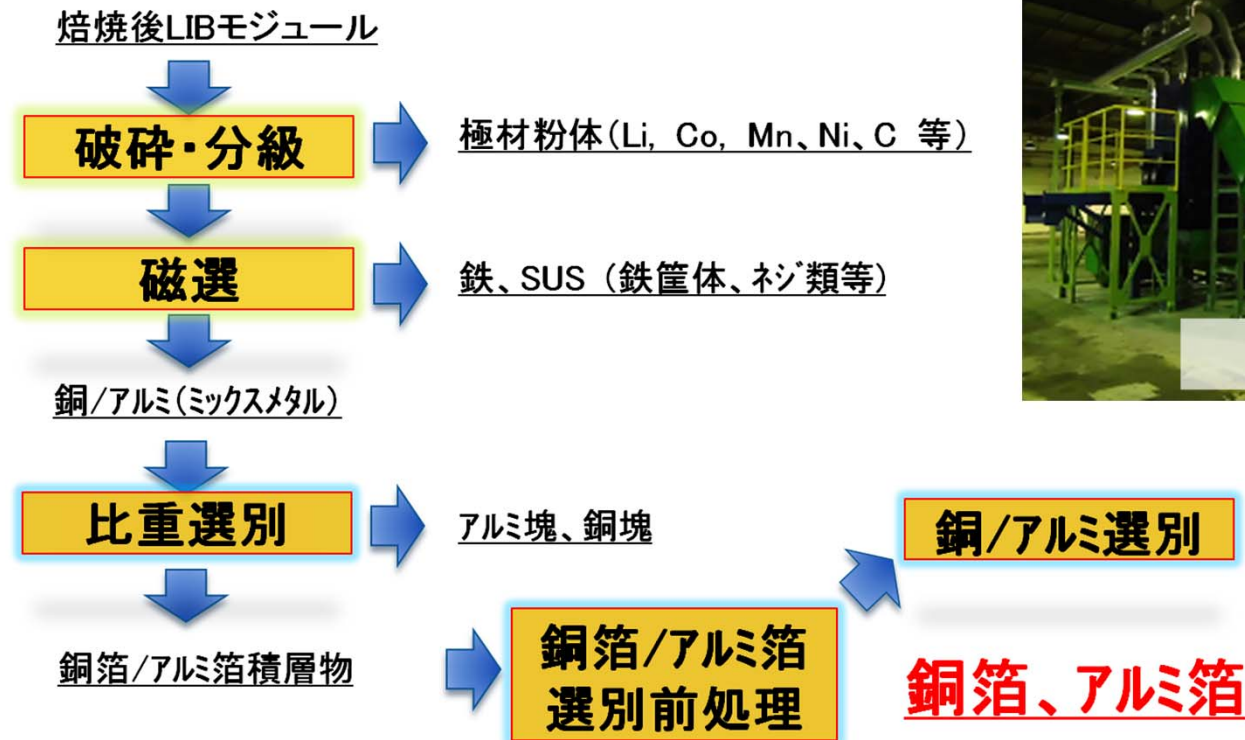 焙焼後LIBモジュール
破砕・分級
極材粉体(Li, Co, Mn、Ni、C 等)
磁選
鉄、SUS (鉄筐体、ネジ類等)
銅/アルミ(ミックスメタル)
比重選別
アルミ塊、銅塊
銅箔/アルミ箔積層物
銅箔/アルミ箔
選別前処理
銅/アルミ選別
銅箔、アルミ箔